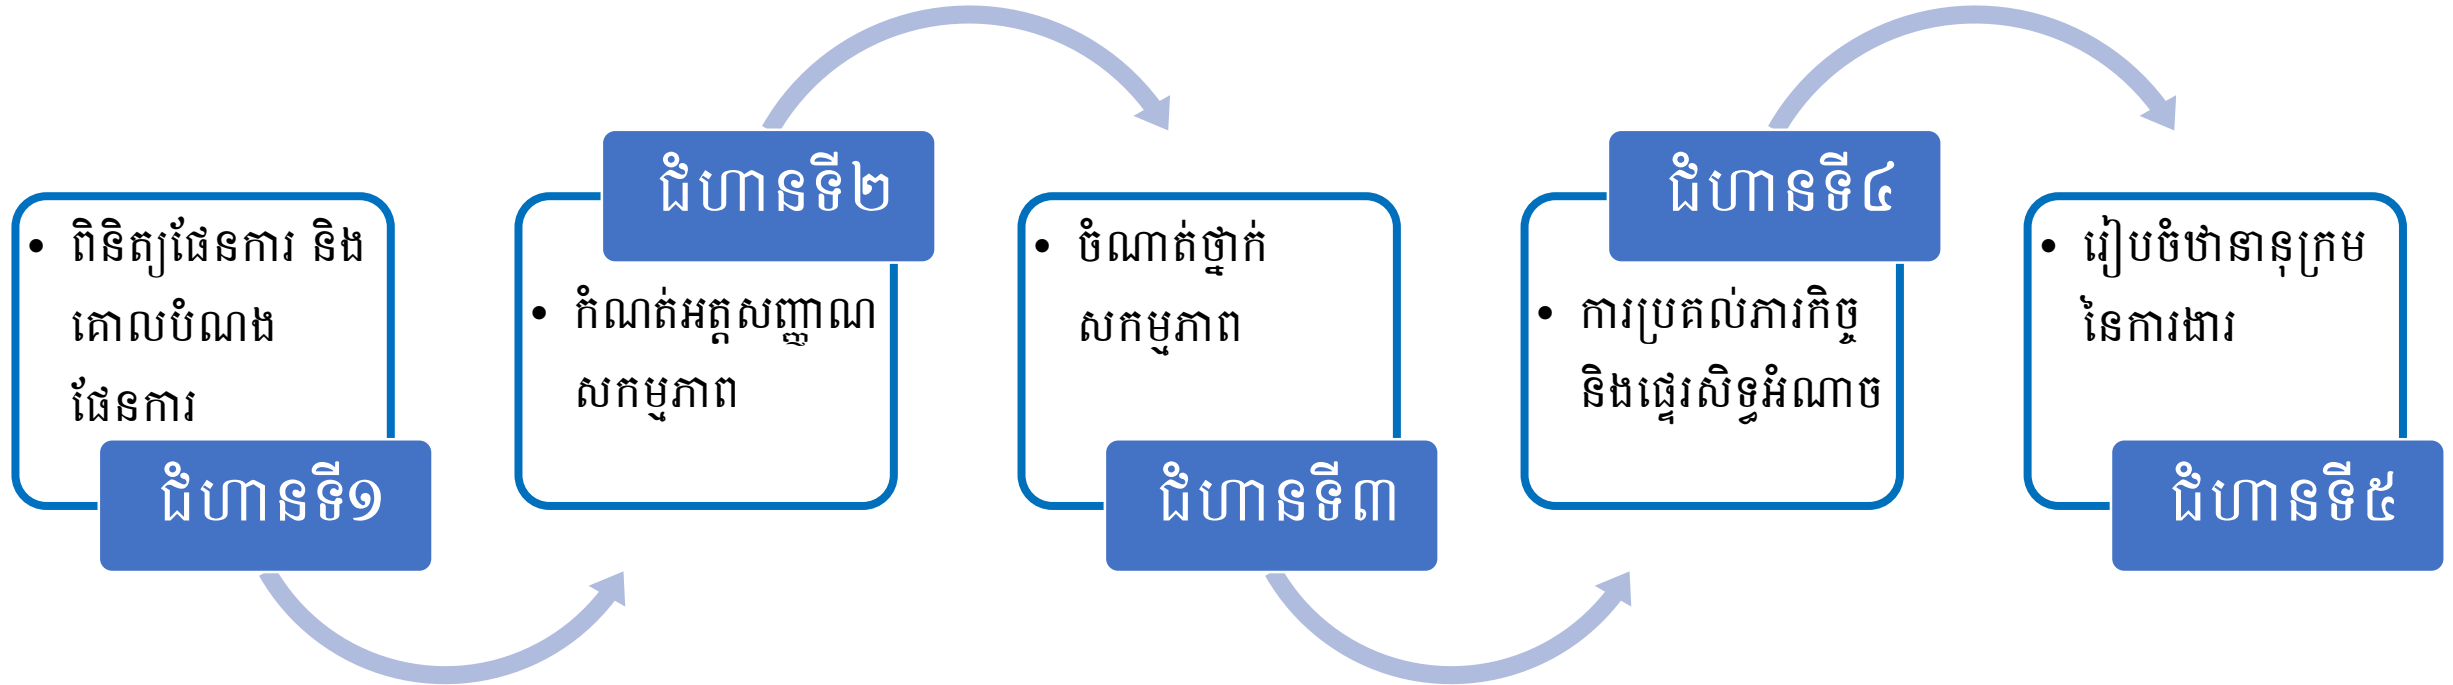 ពិនិត្យផែនការ និង
គោលបំណង
ផែនការ
ជំហានទី១
ជំហានទី២
កំណត់អត្តសញ្ញាណ
សកម្មភាព
ចំណាត់ថ្នាក់
សកម្មភាព
ជំហានទី៣
ជំហានទី៤
ការប្រគល់ភារកិច្ច
និងផ្ទេរសិទ្ធអំណាច
រៀបចំឋានានុក្រម
នៃការងារ
ជំហានទី៥